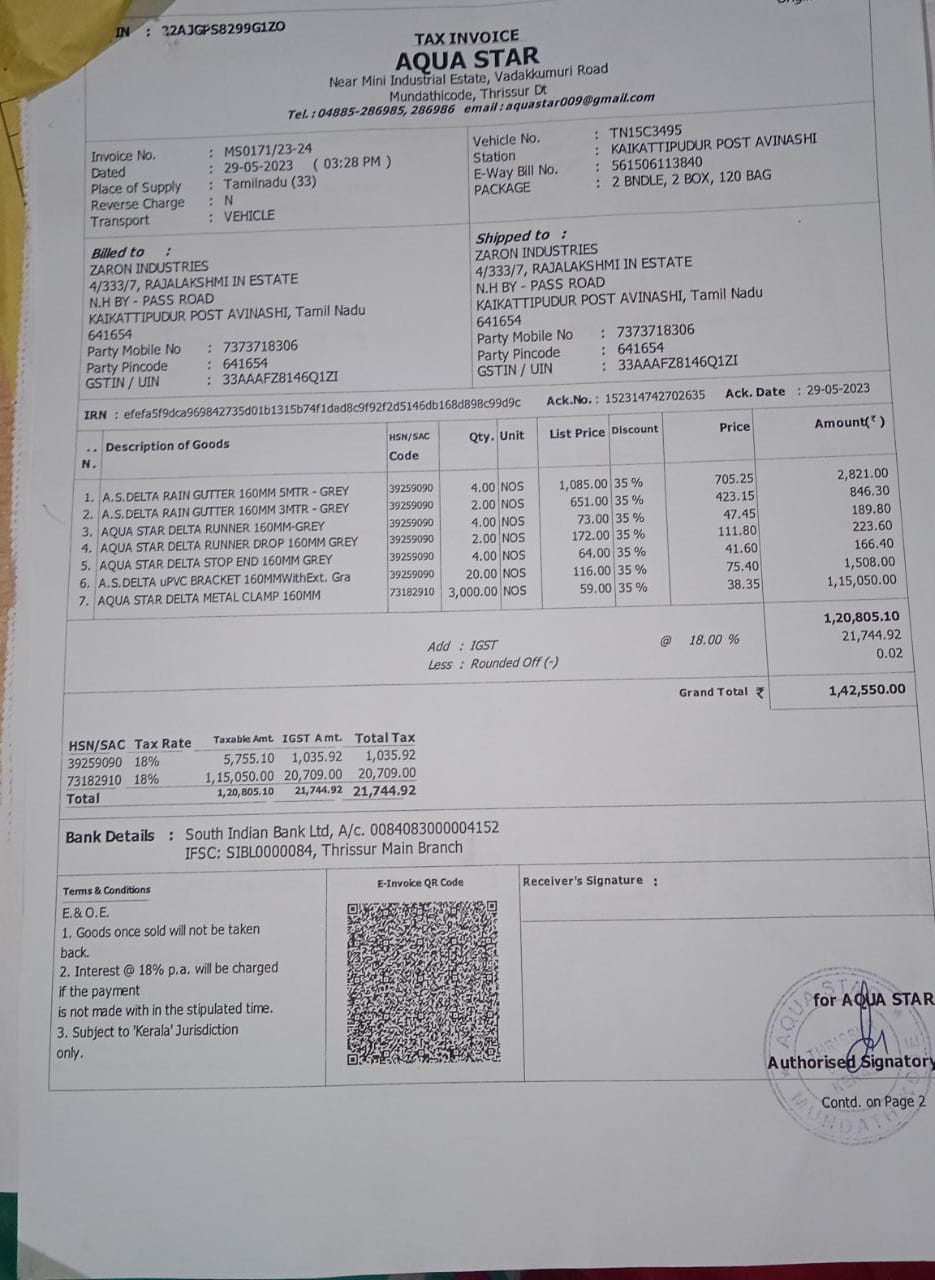 IN : 32AJGPS8299G1ZO
TAX INVOICE
AQUA STAR
Near Mini Industrial Estate, Vadakkumuri Road
Mundathicode, Thrissur Dt
Tel. : 04885-286985, 286986 email : aquastar009@gmail.com
Invoice No. : MS0171/23-24
Dated : 29-05-2023 ( 03:28 PM )
Place of Supply : Tamilnadu (33)
Reverse Charge : N
Transport : VEHICLE
Vehicle No. : TN15C3495
Station : KAIKATTIPUDUR POST AVINASHI
E-Way Bill No. : 561506113840
PACKAGE : 2 BNDLE, 2 BOX, 120 BAG
Billed to :
ZARON INDUSTRIES
4/333/7, RAJALAKSHMI IN ESTATE
N.H BY - PASS ROAD
KAIKATTIPUDUR POST AVINASHI, Tamil Nadu
641654
Party Mobile No : 7373718306
Party Pincode : 641654
GSTIN / UIN : 33AAAFZ8146Q1ZI
Shipped to :
ZARON INDUSTRIES
4/333/7, RAJALAKSHMI IN ESTATE
N.H BY - PASS ROAD
KAIKATTIPUDUR POST AVINASHI, Tamil Nadu
641654
Party Mobile No : 7373718306
Party Pincode : 641654
GSTIN / UIN : 33AAAFZ8146Q1ZI
IRN : efefa5f9dca969842735d01b1315b74f1dad8c9f92f2d5146db168d898c99d9c Ack.No. : 152314742702635 Ack. Date : 29-05-2023
.. N. Description of Goods HSN/SAC Code Qty. Unit List Price Discount Price Amount(₹)
1. A.S.DELTA RAIN GUTTER 160MM 5MTR - GREY 39259090 4.00 NOS 1,085.00 35 % 705.25 2,821.00
2. A.S.DELTA RAIN GUTTER 160MM 3MTR - GREY 39259090 2.00 NOS 651.00 35 % 423.15 846.30
3. AQUA STAR DELTA RUNNER 160MM-GREY 39259090 4.00 NOS 73.00 35 % 47.45 189.80
4. AQUA STAR DELTA RUNNER DROP 160MM GREY 39259090 2.00 NOS 172.00 35 % 111.80 223.60
5. AQUA STAR DELTA STOP END 160MM GREY 39259090 4.00 NOS 64.00 35 % 41.60 166.40
6. A.S.DELTA uPVC BRACKET 160MMWithExt. Gra 39259090 20.00 NOS 116.00 35 % 75.40 1,508.00
7. AQUA STAR DELTA METAL CLAMP 160MM 73182910 3,000.00 NOS 59.00 35 % 38.35 1,15,050.00
1,20,805.10
Add : IGST @ 18.00 % 21,744.92
Less : Rounded Off (-) 0.02
Grand Total ₹ 1,42,550.00
HSN/SAC Tax Rate Taxable Amt. IGST Amt. Total Tax
39259090 18% 5,755.10 1,035.92 1,035.92
73182910 18% 1,15,050.00 20,709.00 20,709.00
Total 1,20,805.10 21,744.92 21,744.92
Bank Details : South Indian Bank Ltd, A/c. 0084083000004152
IFSC: SIBL0000084, Thrissur Main Branch
Terms & Conditions
E.& O.E.
1. Goods once sold will not be taken
back.
2. Interest @ 18% p.a. will be charged
if the payment
is not made with in the stipulated time.
3. Subject to 'Kerala' Jurisdiction
only.
E-Invoice QR Code
Receiver's Signature :
for AQUA STAR
Authorised Signatory
Contd. on Page 2